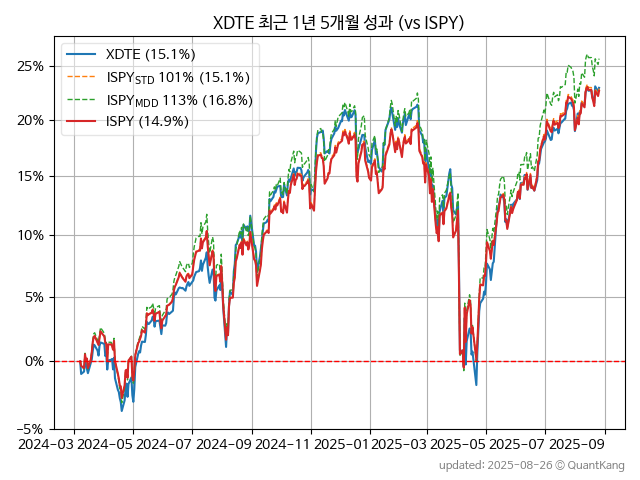 XDTE 최근 1년 5개월 성과 (vs ISPY)
XDTE (15.1%)
ISPY_STD 101% (15.1%)
ISPY_MDD 113% (16.8%)
ISPY (14.9%)
25%
20%
15%
10%
5%
0%
−5%
2024−03 2024−05 2024−07 2024−09 2024−11 2025−01 2025−03 2025−05 2025−07 2025−09
updated: 2025-08-26 © QuantKang